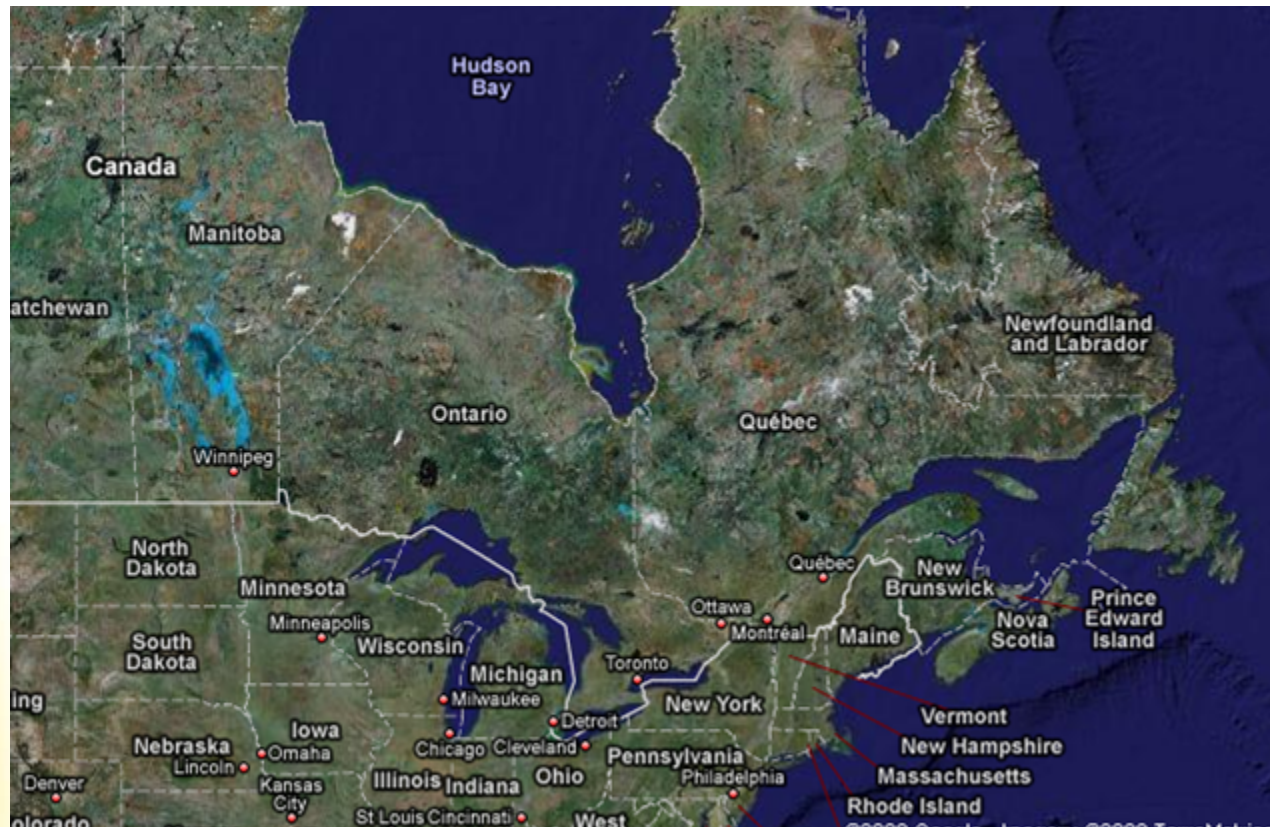 Hudson
Bay
Canada
Manitoba
atchewan
Newfoundland
and Labrador
Ontario
Québec
Winnipeg
North
Dakota
Minnesota
Québec
New
Brunswick
Prince
Edward
Island
Nova
Scotia
Ottawa
Montréal
Maine
Minneapolis
Wisconsin
South
Dakota
Michigan
Toronto
ing
Milwaukee
New York
Detroit
Vermont
Iowa
Nebraska
Omaha
Chicago
Cleveland
New Hampshire
Pennsylvania
Lincoln
Illinois
Indiana
Ohio
Philadelphia
Massachusetts
Denver
Kansas
City
Rhode Island
St Louis
Cincinnati
West
olorado